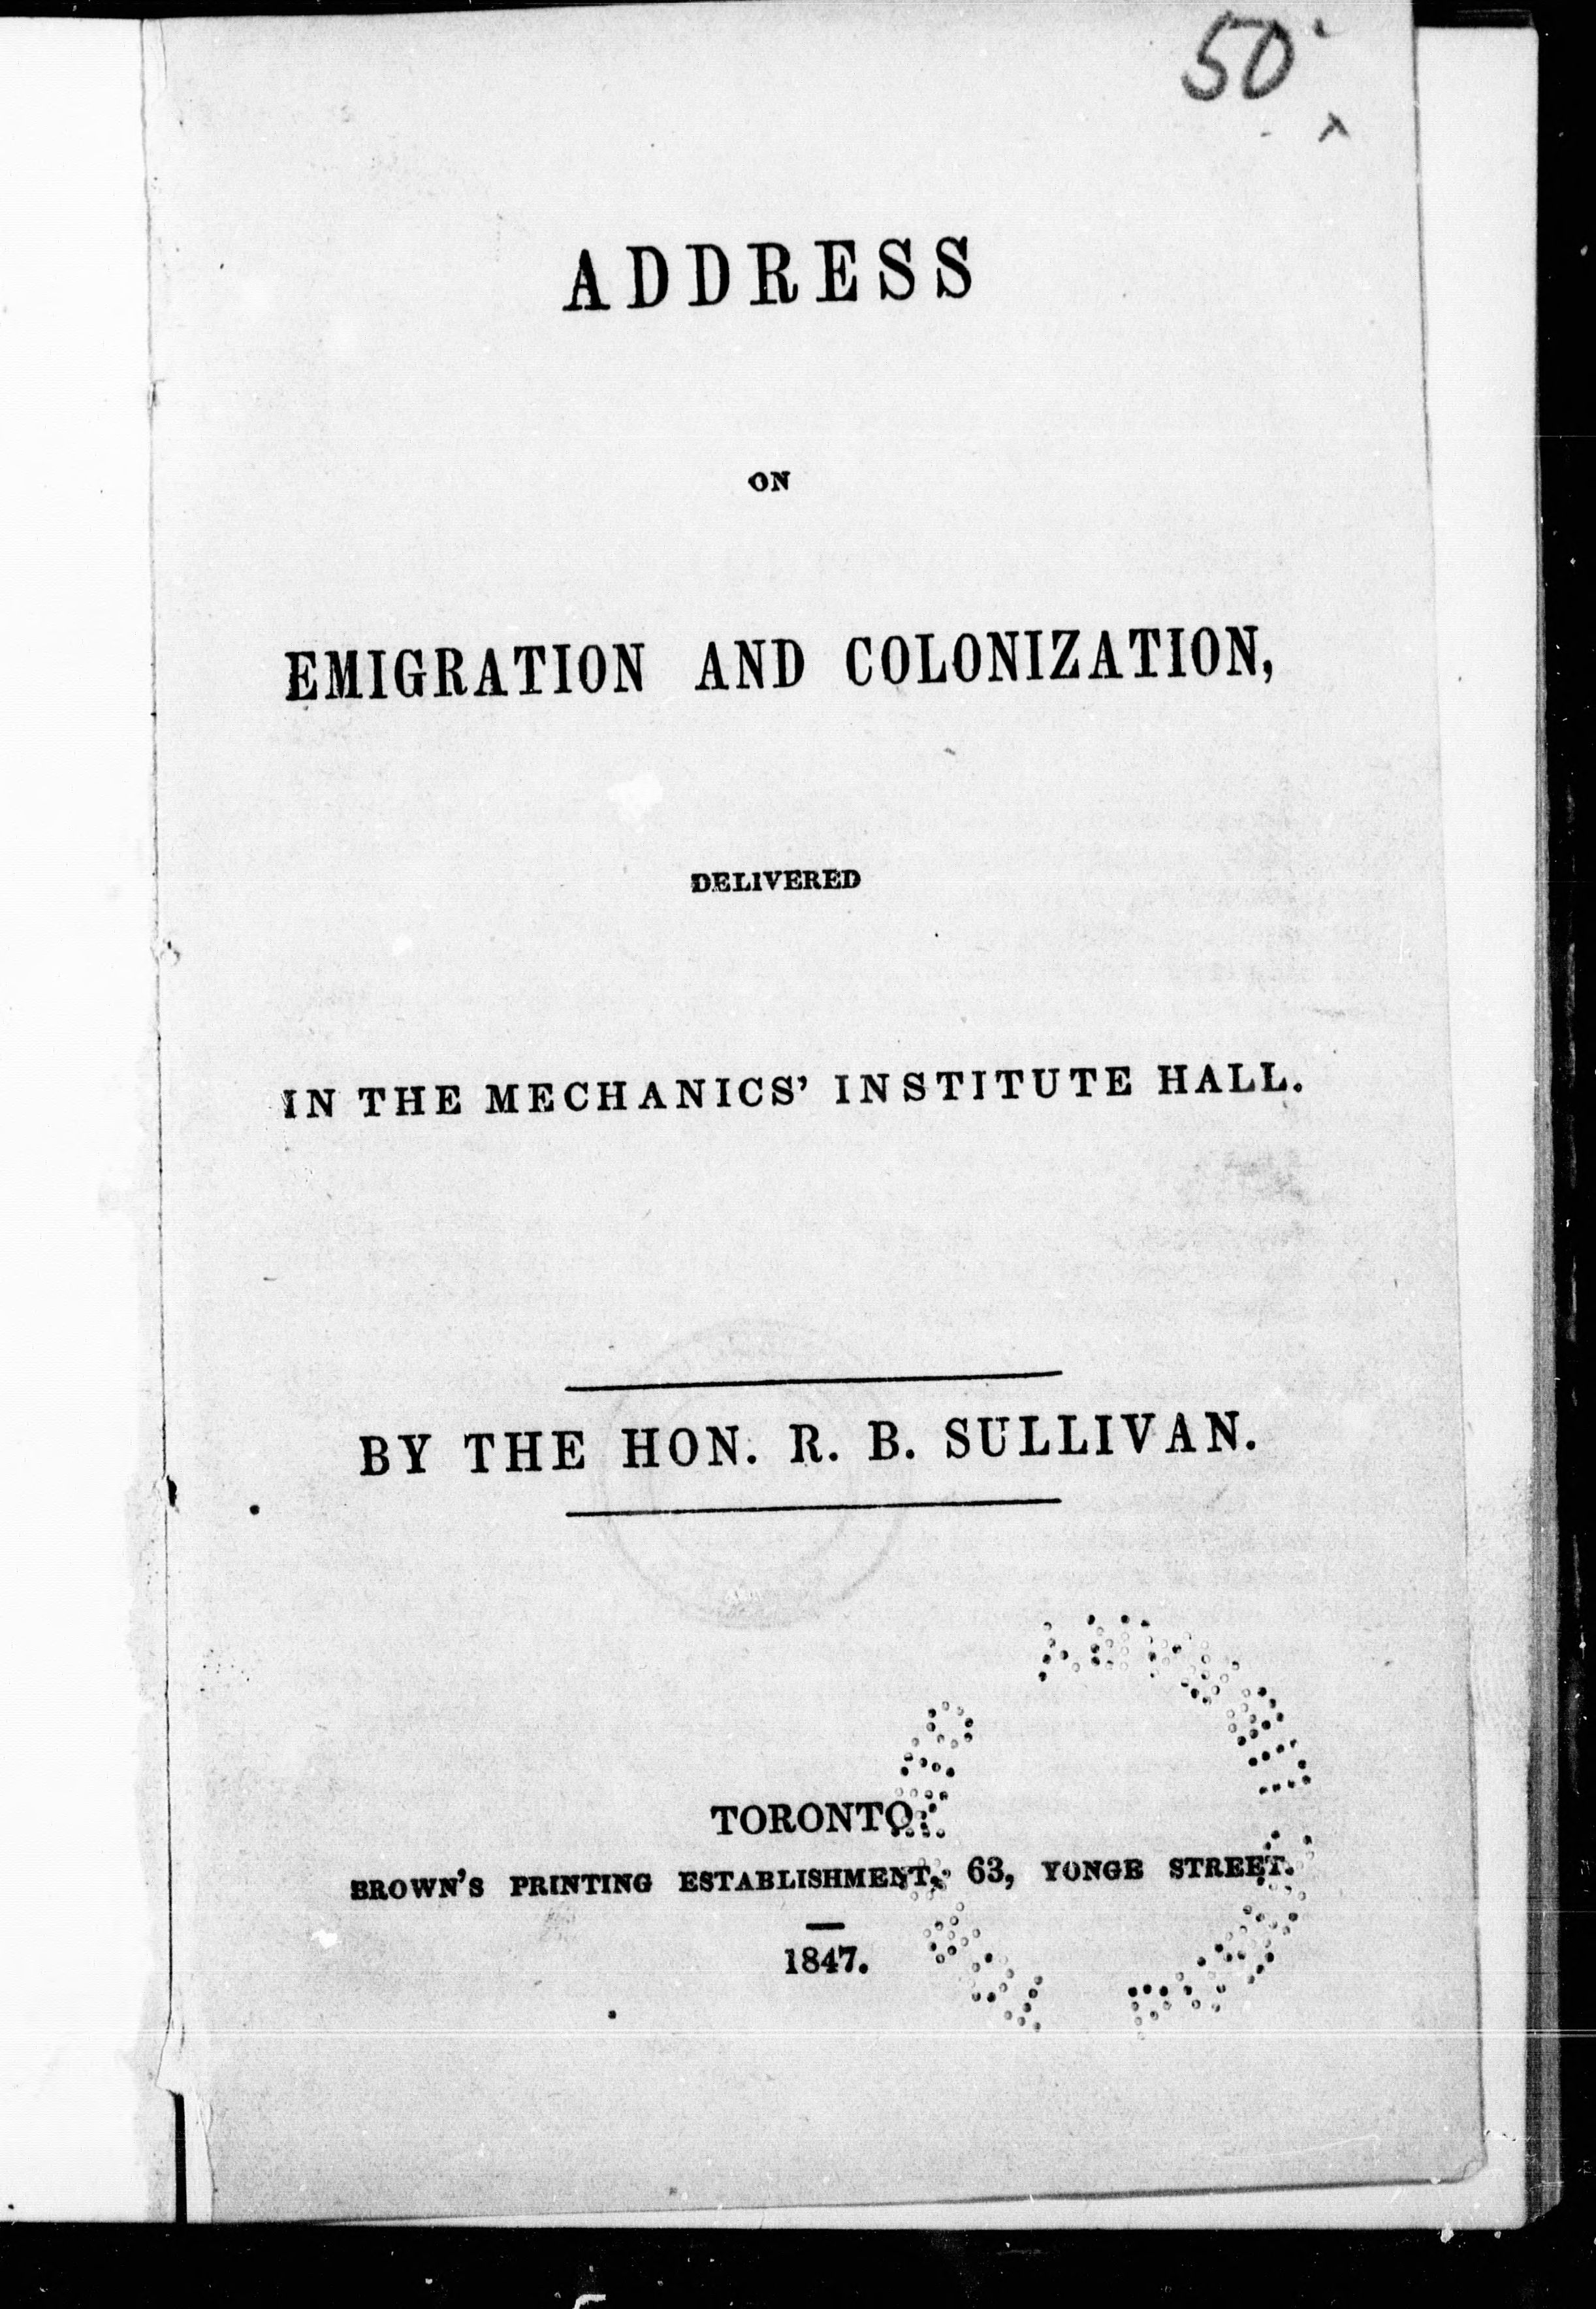 50
ADDRESS
ON
EMIGRATION AND COLONIZATION,
DELIVERED
IN THE MECHANICS' INSTITUTE HALL.
BY THE HON. R. B. SULLIVAN.
TORONTO:
BROWN'S PRINTING ESTABLISHMENT, 63, YONGE STREET.
1847.